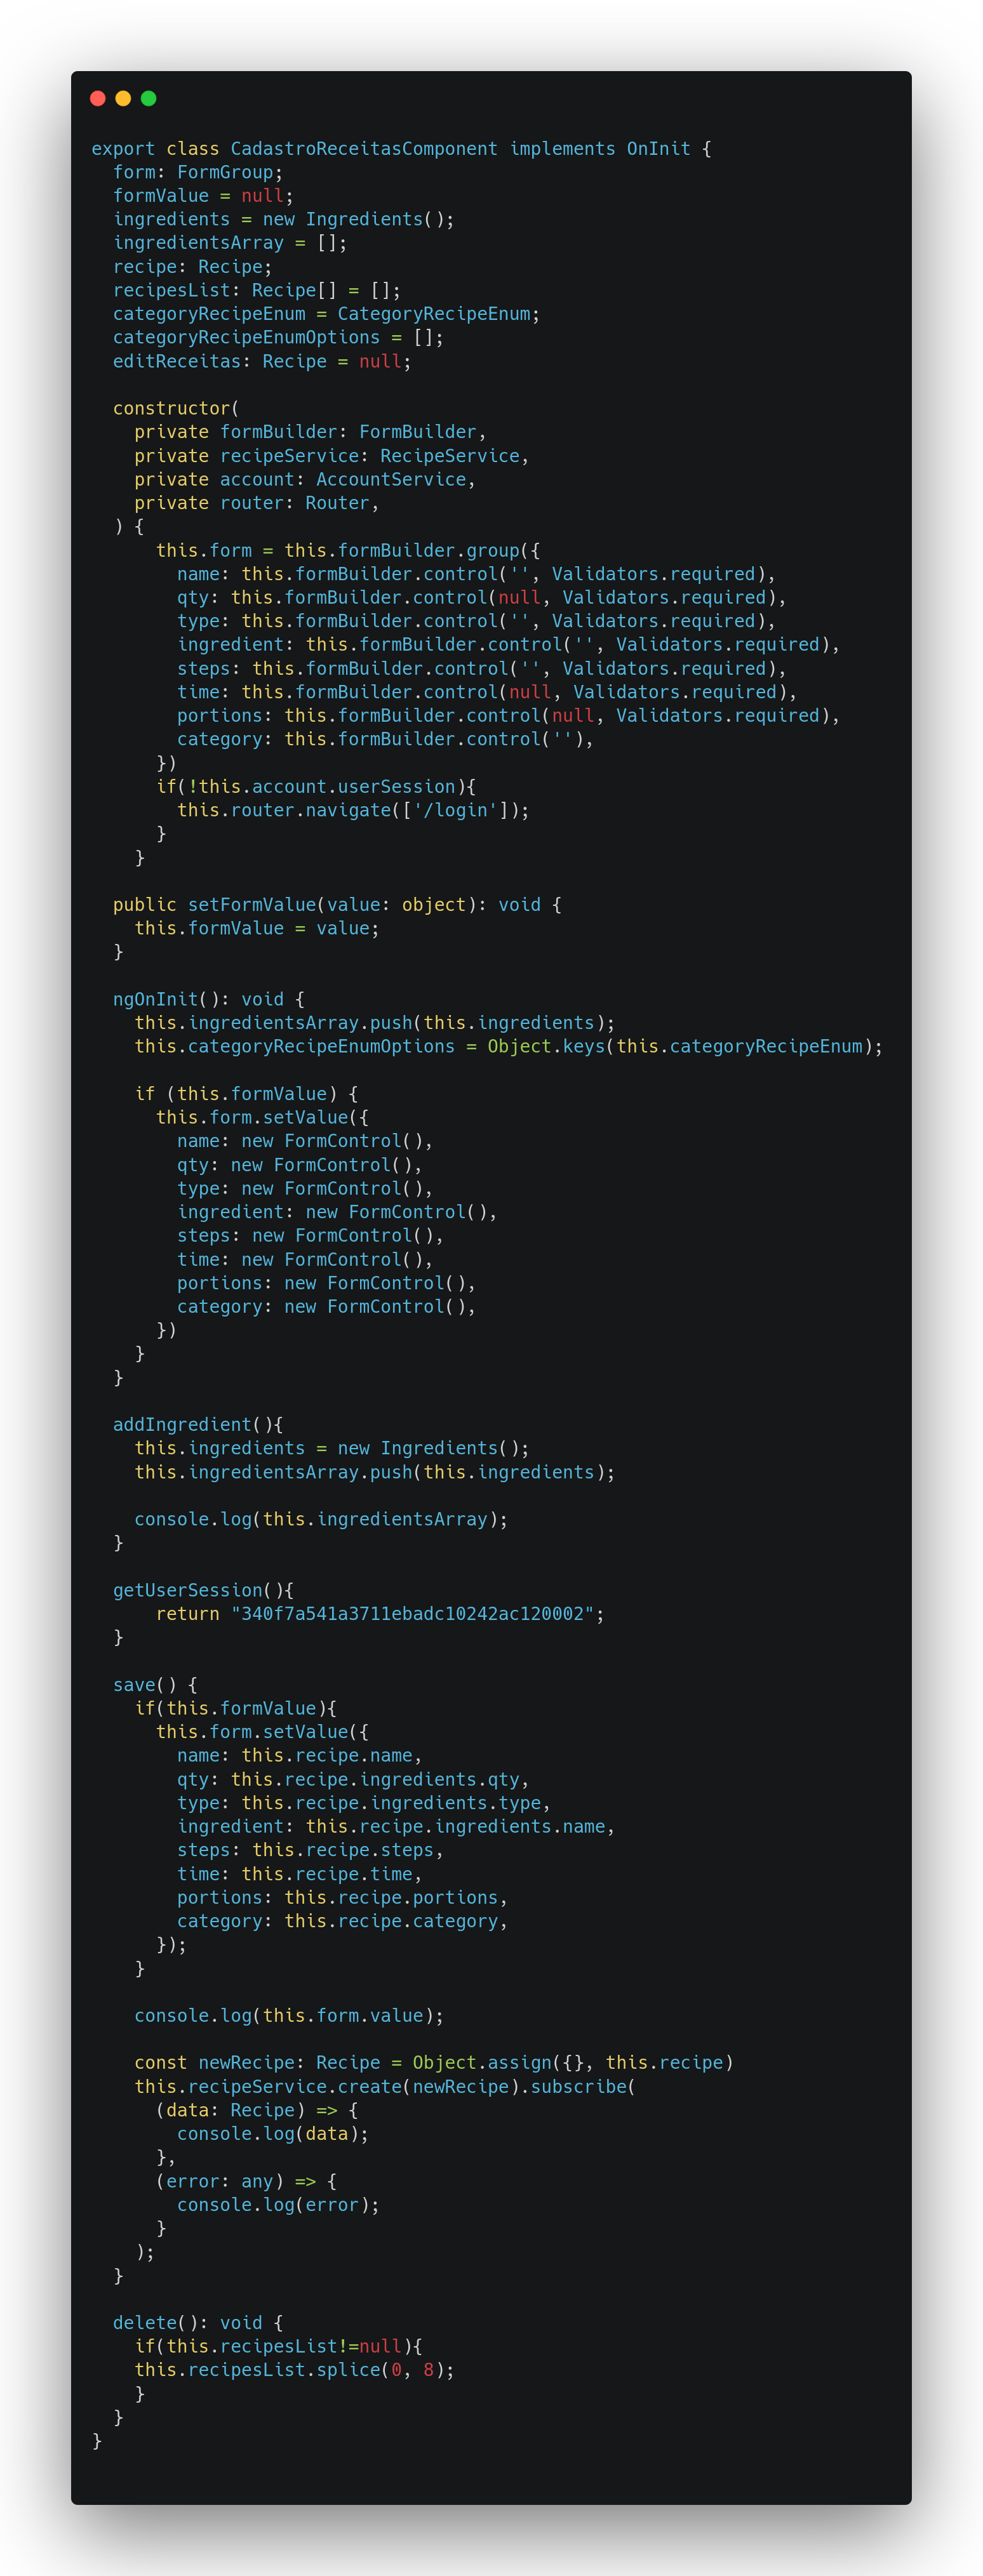 export class CadastroReceitasComponent implements OnInit {
  form: FormGroup;
  formValue = null;
  ingredients = new Ingredients();
  ingredientsArray = [];
  recipe: Recipe;
  recipesList: Recipe[] = [];
  categoryRecipeEnum = CategoryRecipeEnum;
  categoryRecipeEnumOptions = [];
  editReceitas: Recipe = null;

  constructor(
    private formBuilder: FormBuilder,
    private recipeService: RecipeService,
    private account: AccountService,
    private router: Router,
  ) {
      this.form = this.formBuilder.group({
        name: this.formBuilder.control('', Validators.required),
        qty: this.formBuilder.control(null, Validators.required),
        type: this.formBuilder.control('', Validators.required),
        ingredient: this.formBuilder.control('', Validators.required),
        steps: this.formBuilder.control('', Validators.required),
        time: this.formBuilder.control(null, Validators.required),
        portions: this.formBuilder.control(null, Validators.required),
        category: this.formBuilder.control(''),
      })
      if(!this.account.userSession){
        this.router.navigate(['/login']);
      }
    }

  public setFormValue(value: object): void {
    this.formValue = value;
  }

  ngOnInit(): void {
    this.ingredientsArray.push(this.ingredients);
    this.categoryRecipeEnumOptions = Object.keys(this.categoryRecipeEnum);

    if (this.formValue) {
      this.form.setValue({
        name: new FormControl(),
        qty: new FormControl(),
        type: new FormControl(),
        ingredient: new FormControl(),
        steps: new FormControl(),
        time: new FormControl(),
        portions: new FormControl(),
        category: new FormControl(),
      })
    }
  }

  addIngredient(){
    this.ingredients = new Ingredients();
    this.ingredientsArray.push(this.ingredients);

    console.log(this.ingredientsArray);
  }

  getUserSession(){
      return "340f7a541a3711ebadc10242ac120002";
  }

  save() {
    if(this.formValue){
      this.form.setValue({
        name: this.recipe.name,
        qty: this.recipe.ingredients.qty,
        type: this.recipe.ingredients.type,
        ingredient: this.recipe.ingredients.name,
        steps: this.recipe.steps,
        time: this.recipe.time,
        portions: this.recipe.portions,
        category: this.recipe.category,
      });
    }

    console.log(this.form.value);

    const newRecipe: Recipe = Object.assign({}, this.recipe)
    this.recipeService.create(newRecipe).subscribe(
      (data: Recipe) => {
        console.log(data);
      },
      (error: any) => {
        console.log(error);
      }
    );
  }

  delete(): void {
    if(this.recipesList!=null){
    this.recipesList.splice(0, 8);
    }
  }
}